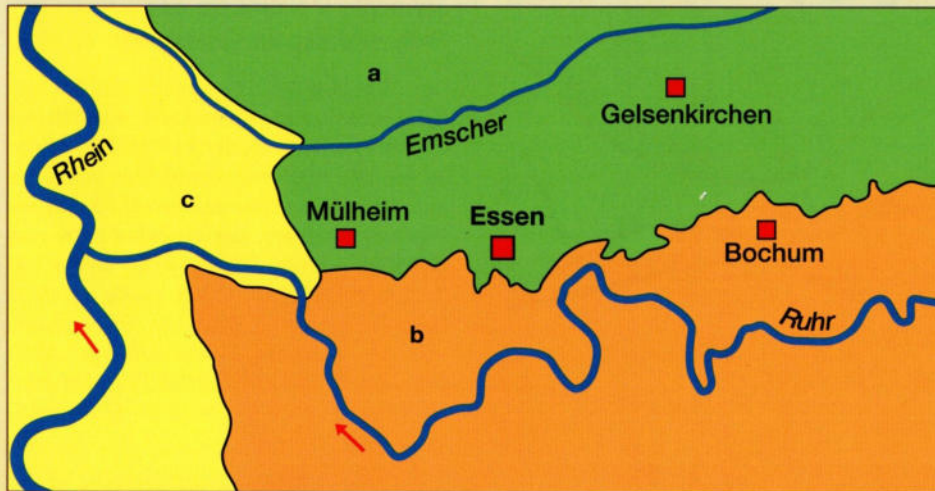 a
Gelsenkirchen
Emscher
Rhein
c
Mülheim
Essen
Bochum
b
Ruhr